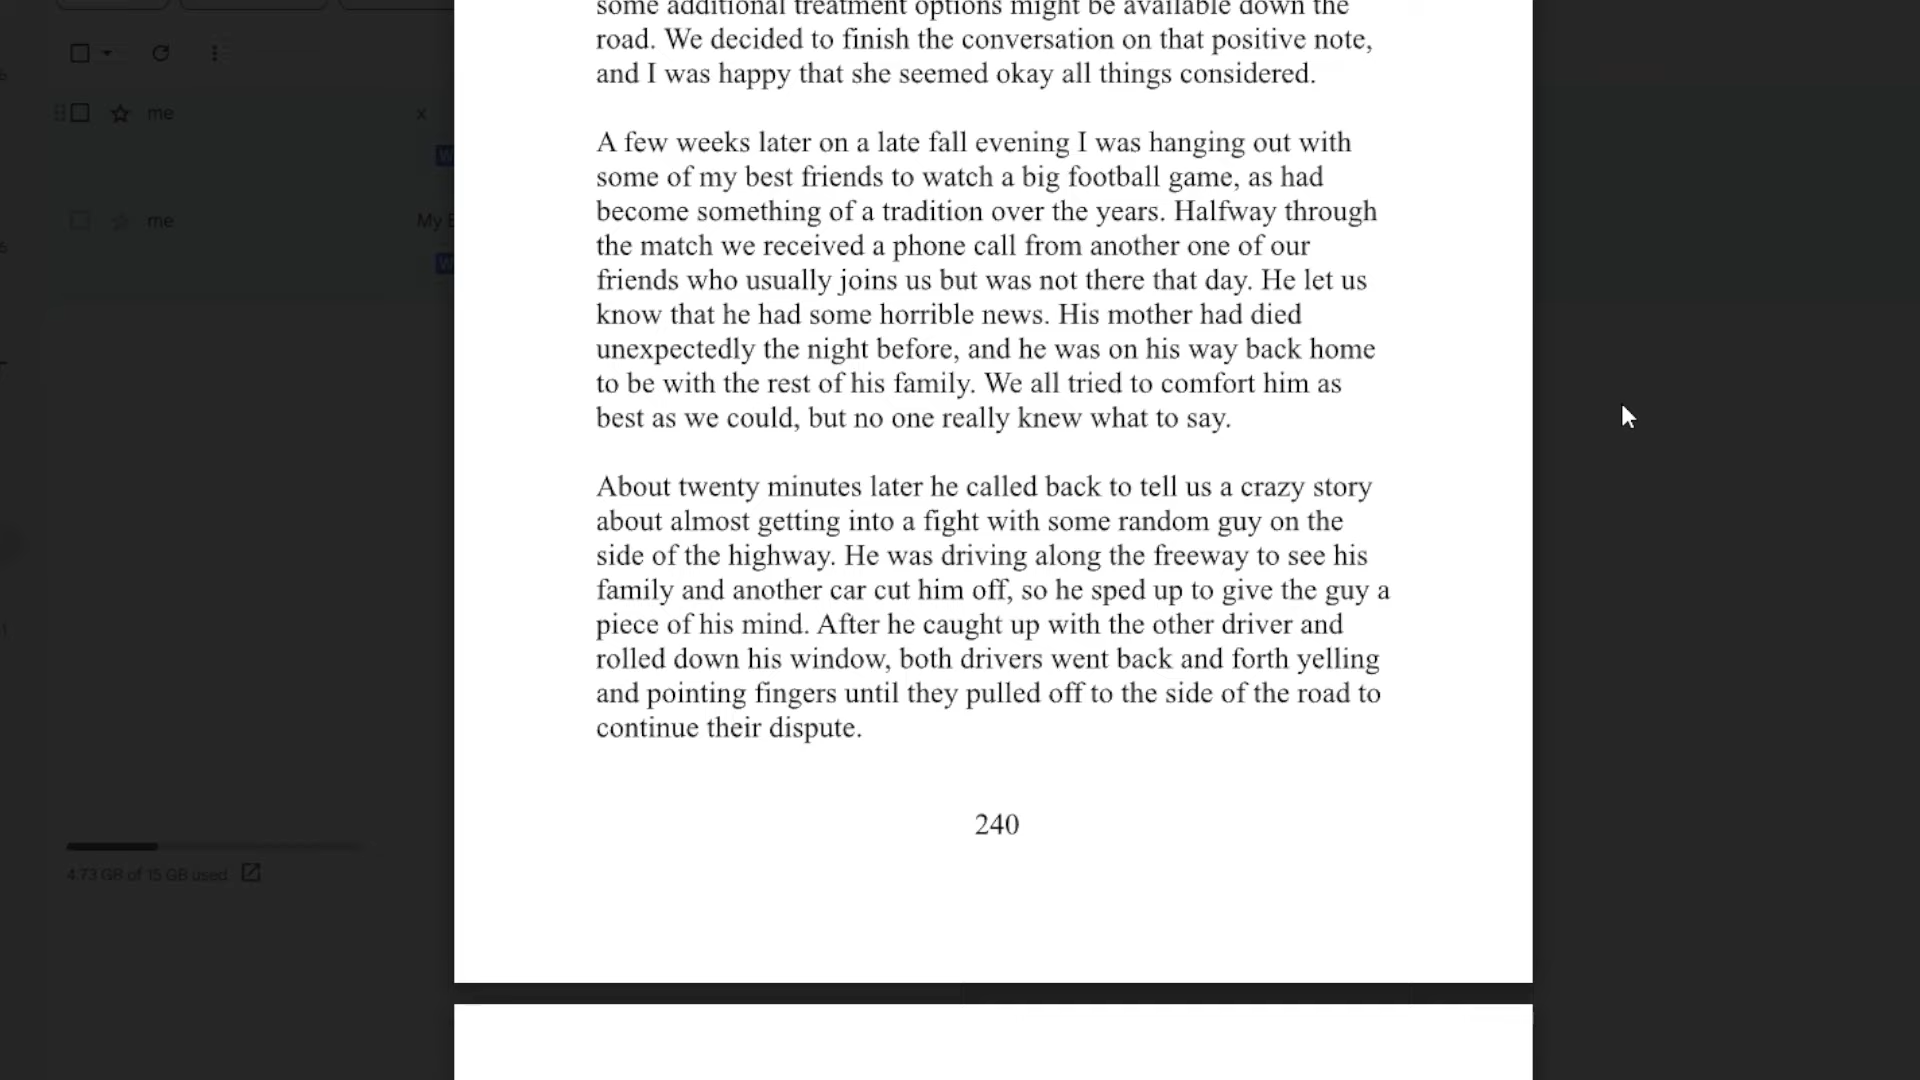 me
x
me
My
4.73 GB of 15 GB used
some additional treatment options might be available down the
road. We decided to finish the conversation on that positive note,
and I was happy that she seemed okay all things considered.
A few weeks later on a late fall evening I was hanging out with
some of my best friends to watch a big football game, as had
become something of a tradition over the years. Halfway through
the match we received a phone call from another one of our
friends who usually joins us but was not there that day. He let us
know that he had some horrible news. His mother had died
unexpectedly the night before, and he was on his way back home
to be with the rest of his family. We all tried to comfort him as
best as we could, but no one really knew what to say.
About twenty minutes later he called back to tell us a crazy story
about almost getting into a fight with some random guy on the
side of the highway. He was driving along the freeway to see his
family and another car cut him off, so he sped up to give the guy a
piece of his mind. After he caught up with the other driver and
rolled down his window, both drivers went back and forth yelling
and pointing fingers until they pulled off to the side of the road to
continue their dispute.
240